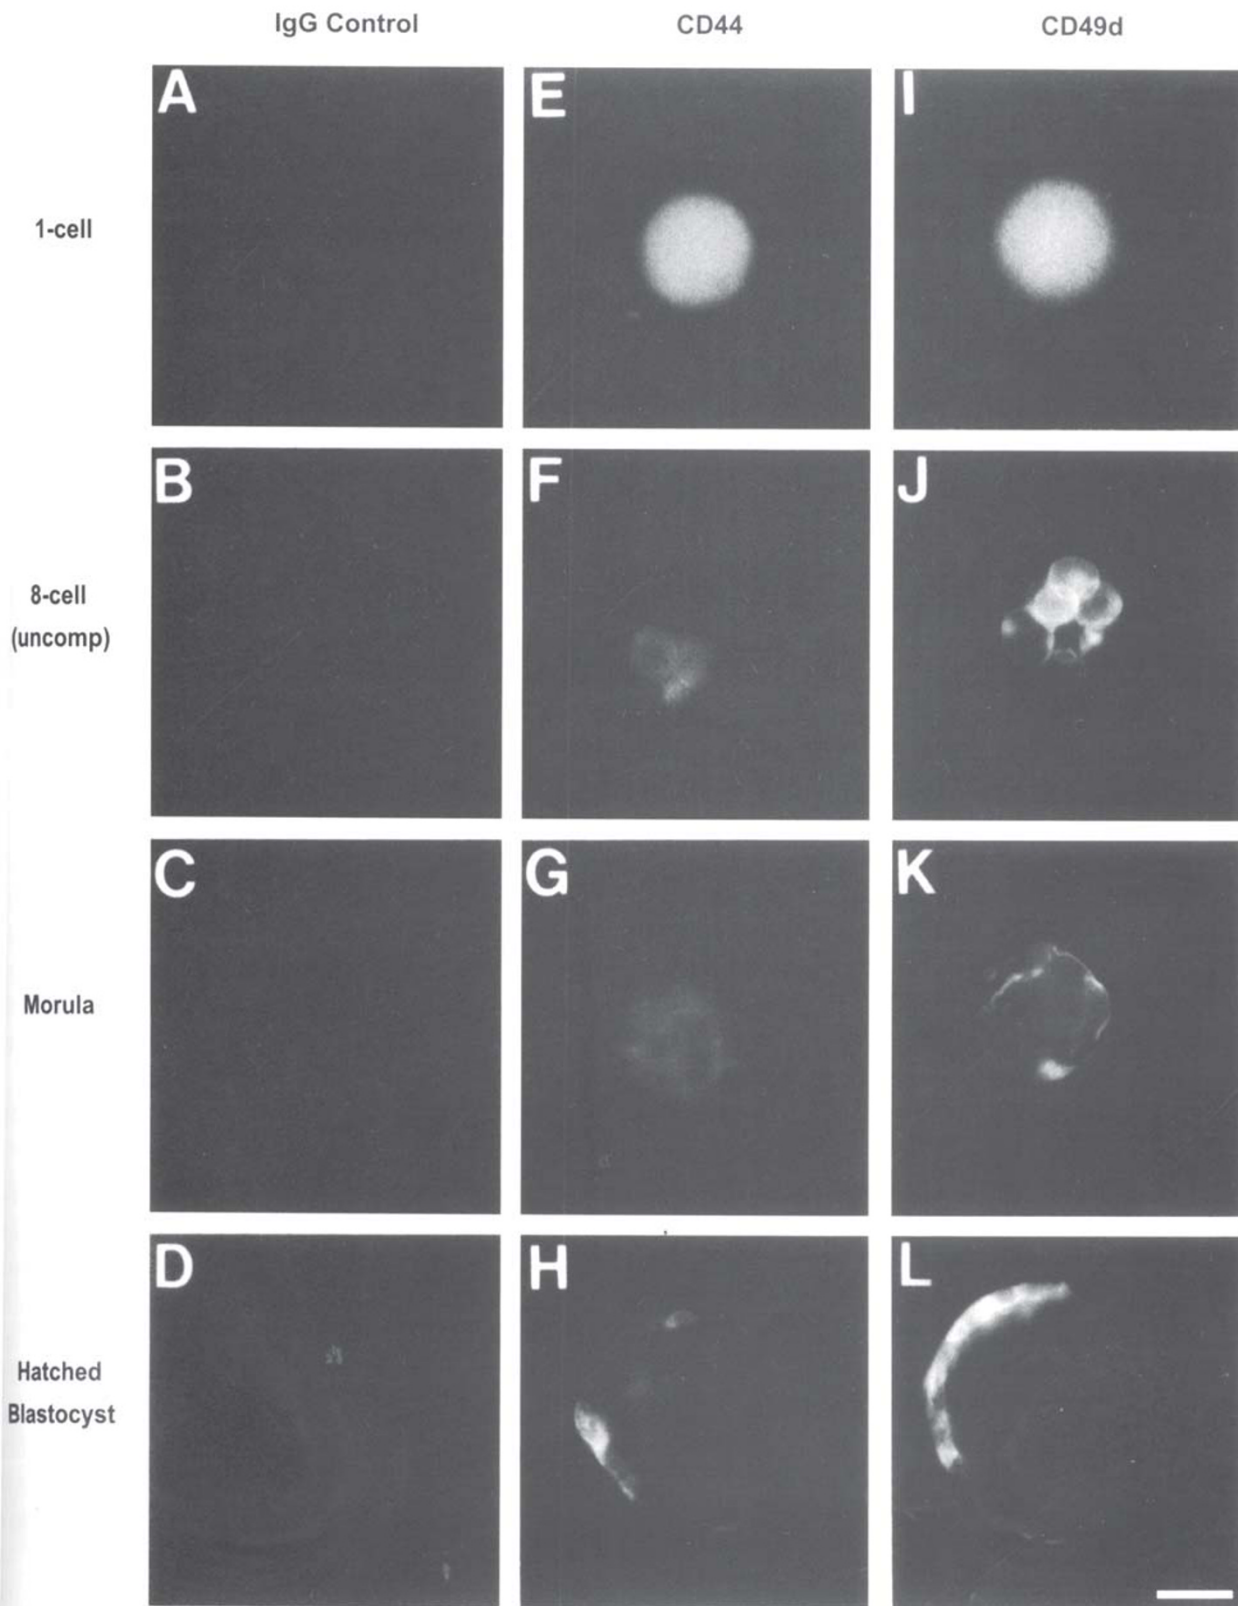 IgG Control CD44 CD49d
A E I
1-cell
B F J
8-cell
(uncomp)
C G K
Morula
D H L
Hatched
Blastocyst